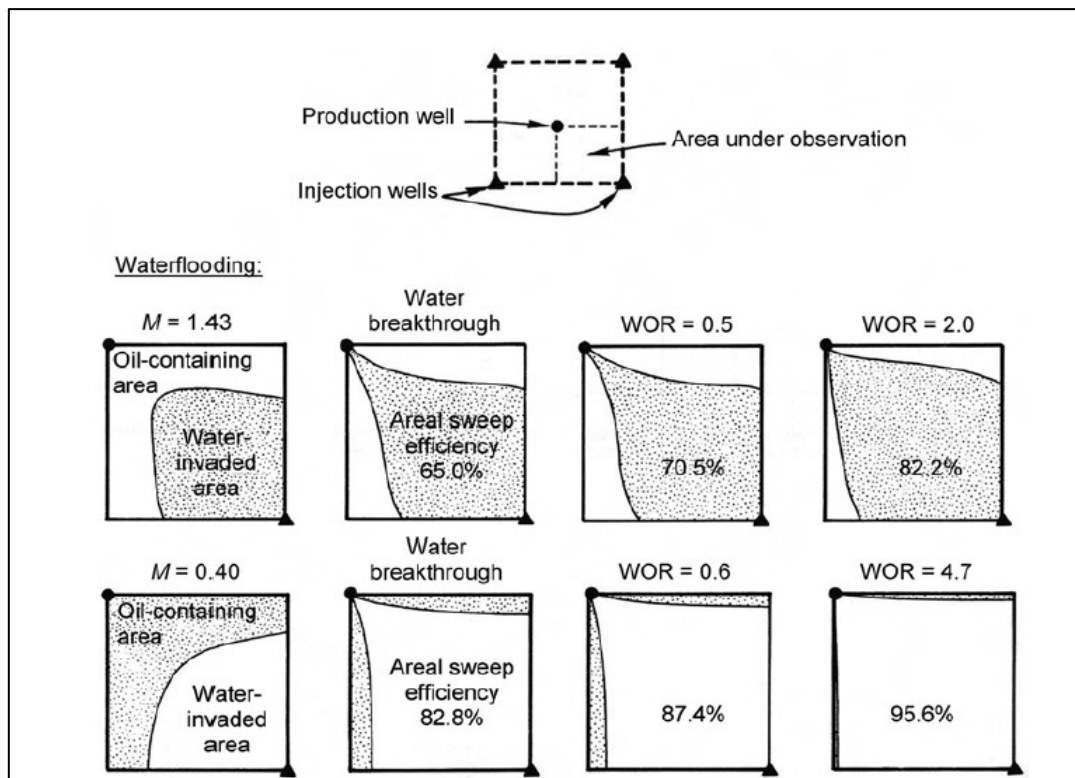 Production well
Area under observation
Injection wells
Waterflooding:
M = 1.43
Water
breakthrough
WOR = 0.5
WOR = 2.0
Oil-containing
area
Water-
invaded
area
Areal sweep
efficiency
65.0%
70.5%
82.2%
M = 0.40
Water
breakthrough
WOR = 0.6
WOR = 4.7
Oil-containing
area
Water-
invaded
area
Areal sweep
efficiency
82.8%
87.4%
95.6%